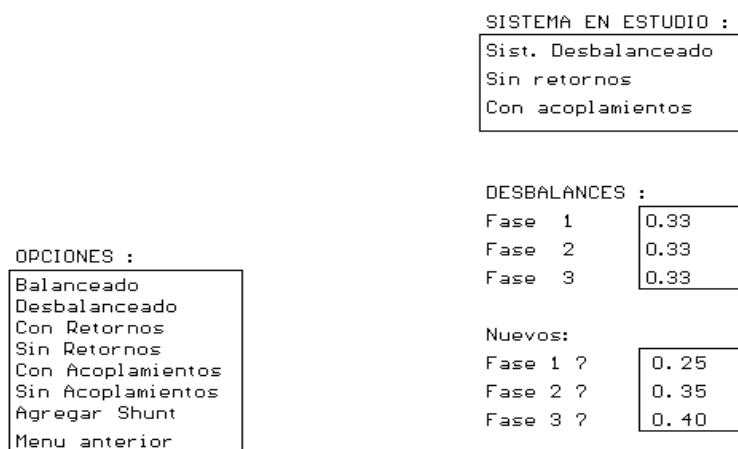 SISTEMA EN ESTUDIO :
Sist. Desbalanceado
Sin retornos
Con acoplamientos
DESBALANCES :
Fase 1 0.33
Fase 2 0.33
Fase 3 0.33
Nuevos:
Fase 1 ? 0.25
Fase 2 ? 0.35
Fase 3 ? 0.40
OPCIONES :
Balanceado
Desbalanceado
Con Retornos
Sin Retornos
Con Acoplamientos
Sin Acoplamientos
Agregar Shunt
Menu anterior